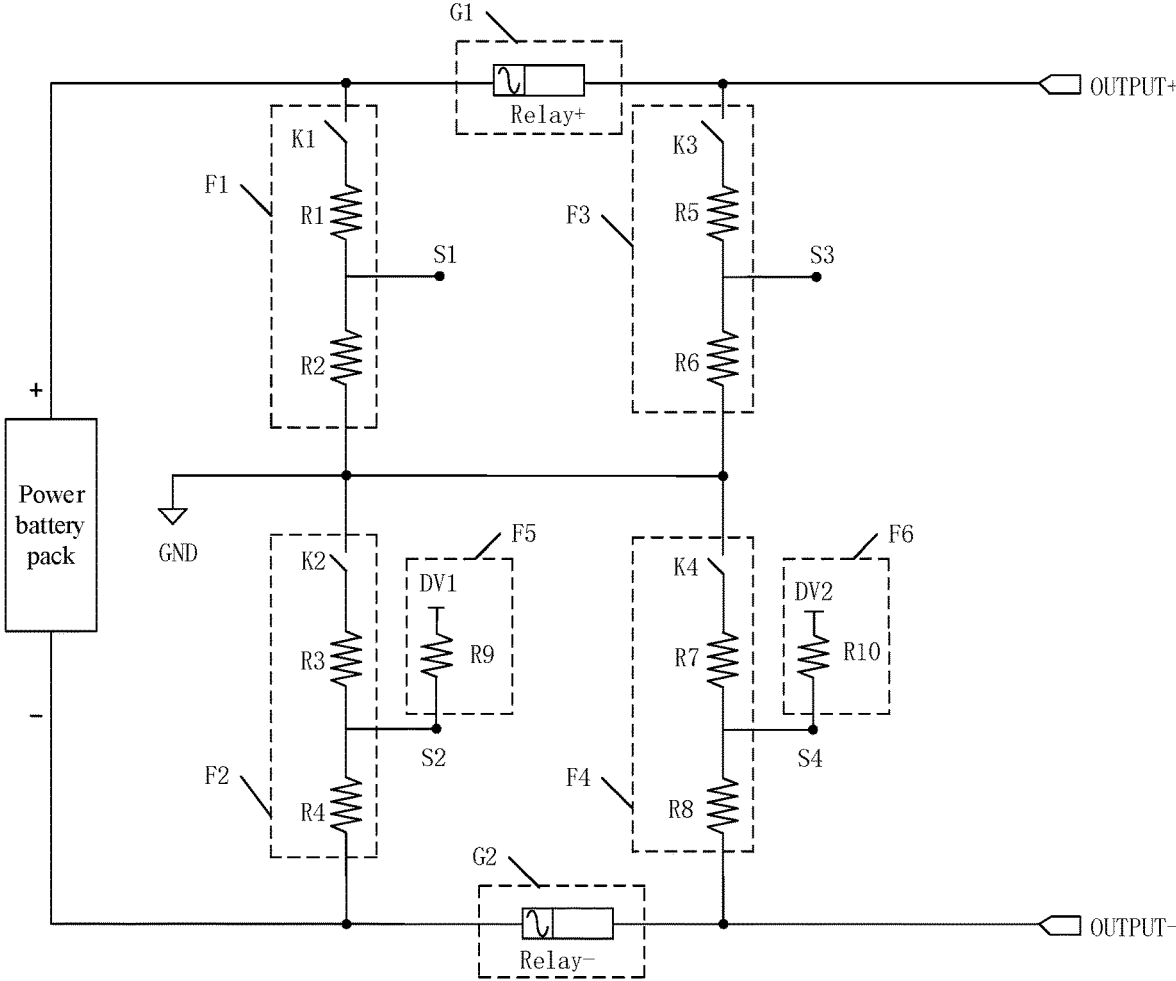 G1
OUTPUT+
Relay+
K1
K3
F1
R1
F3
R5
S1
S3
R2
R6
+
Power
battery
pack
GND
F5
F6
K2
DV1
K4
DV2
R3
R9
R7
R10
−
S2
S4
F2
F4
R4
R8
G2
OUTPUT−
Relay−